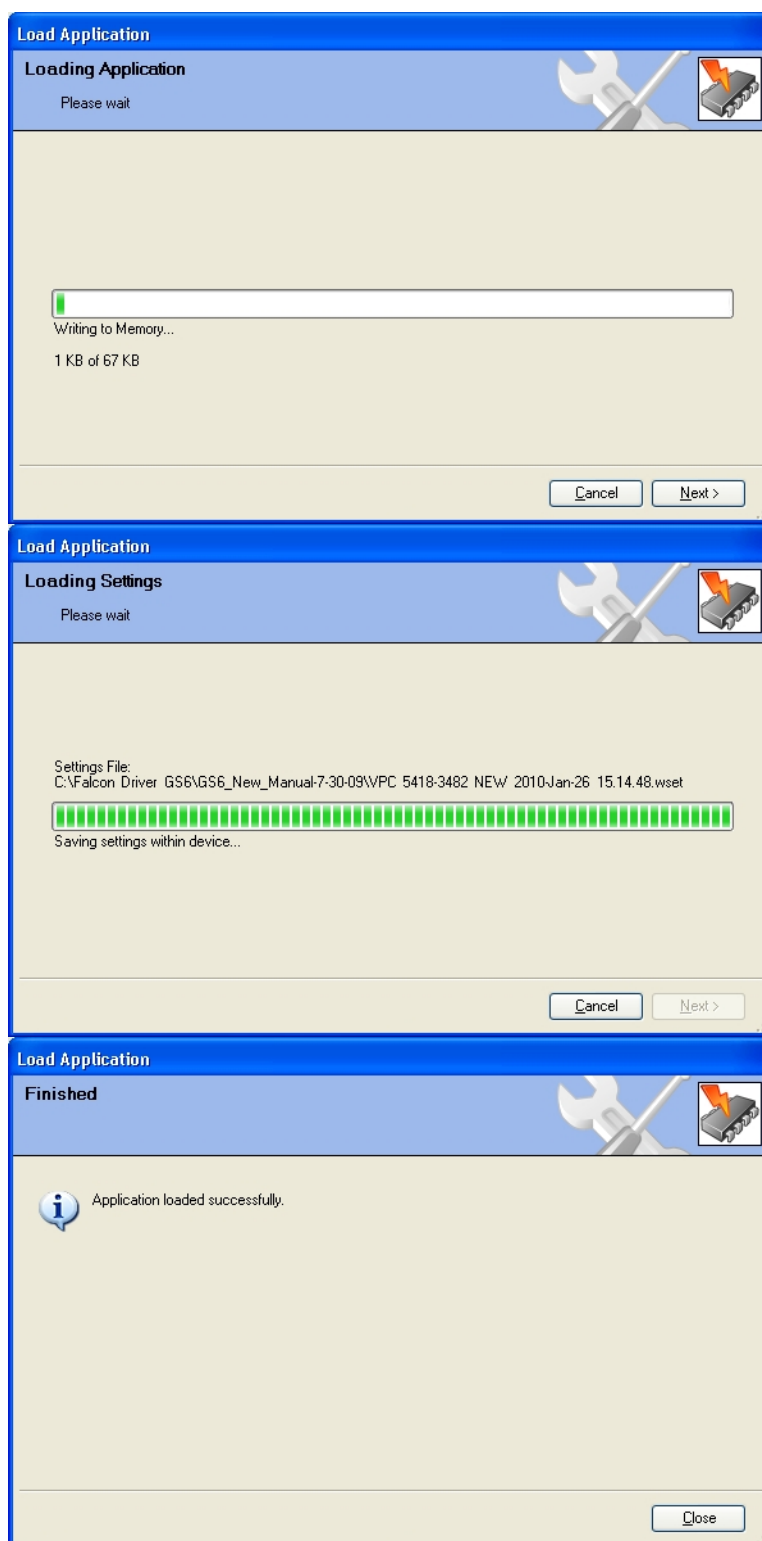 Load Application
Loading Application
Please wait
Writing to Memory...
1 KB of 67 KB
Cancel
Next >
Load Application
Loading Settings
Please wait
Settings File:
C:\Falcon Driver GS6\GS6_New_Manual-7-30-09\VPC 5418-3482 NEW 2010-Jan-26 15.14.48.wset
Saving settings within device...
Cancel
Next >
Load Application
Finished
Application loaded successfully.
Close